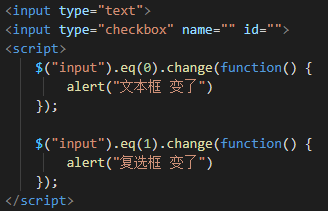 <input type="text">
<input type="checkbox" name="" id="">
<script>
$("input").eq(0).change(function() {
alert("文本框 变了")
});
$("input").eq(1).change(function() {
alert("复选框 变了")
});
</script>